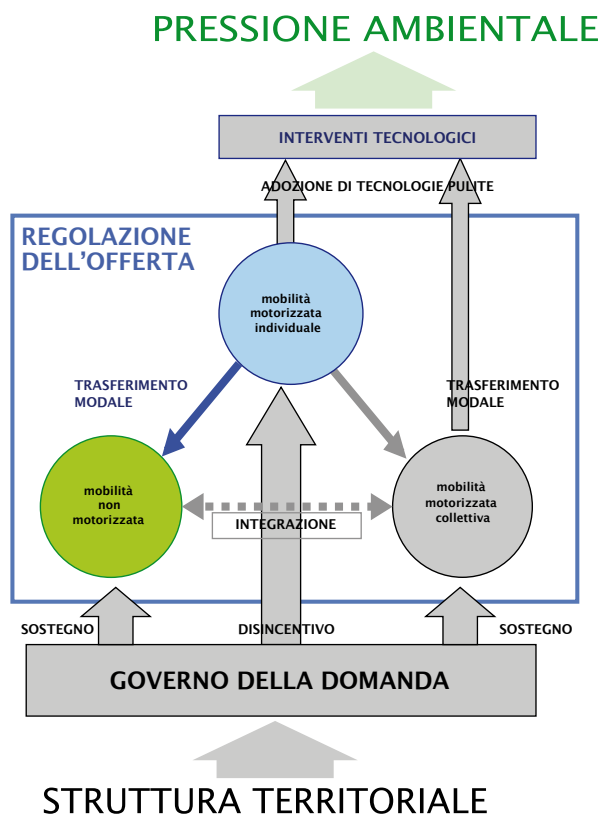 PRESSIONE AMBIENTALE
INTERVENTI TECNOLOGICI
ADOZIONE DI TECNOLOGIE PULITE
REGOLAZIONE
DELL'OFFERTA
mobilità
motorizzata
individuale
TRASFERIMENTO
MODALE
TRASFERIMENTO
MODALE
mobilità
non
motorizzata
mobilità
motorizzata
collettiva
INTEGRAZIONE
SOSTEGNO
DISINCENTIVO
SOSTEGNO
GOVERNO DELLA DOMANDA
STRUTTURA TERRITORIALE